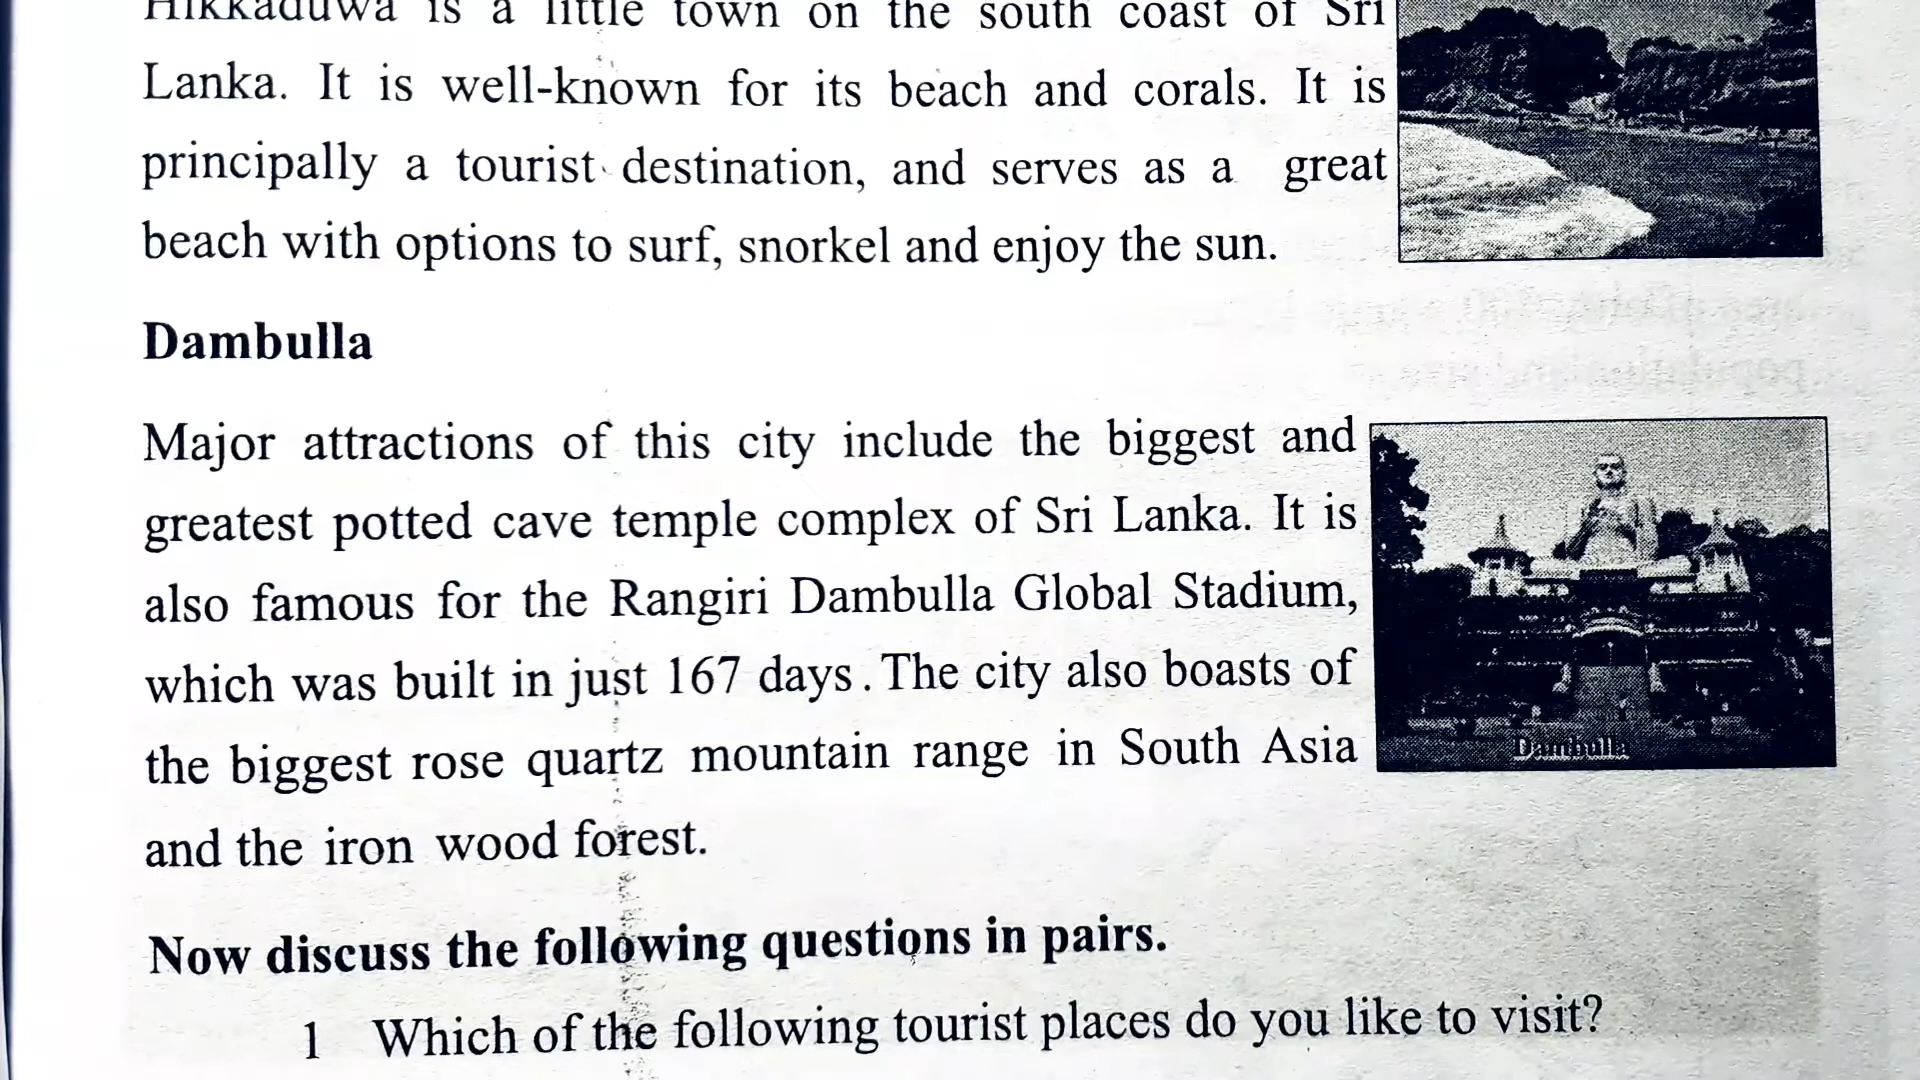 Hikkaduwa is a little town on the south coast of Sri
Lanka. It is well-known for its beach and corals. It is
principally a tourist destination, and serves as a great
beach with options to surf, snorkel and enjoy the sun.
Dambulla
Major attractions of this city include the biggest and
greatest potted cave temple complex of Sri Lanka. It is
also famous for the Rangiri Dambulla Global Stadium,
which was built in just 167 days. The city also boasts of
the biggest rose quartz mountain range in South Asia
and the iron wood forest.
Dambulla
Now discuss the following questions in pairs.
1 Which of the following tourist places do you like to visit?